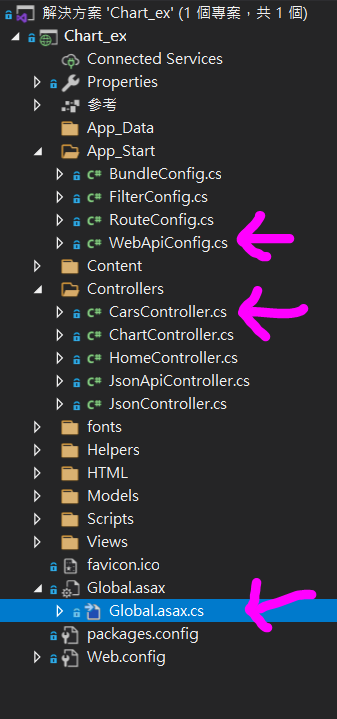 解決方案 'Chart_ex' (1 個專案，共 1 個)
Chart_ex
Connected Services
Properties
參考
App_Data
App_Start
C# BundleConfig.cs
C# FilterConfig.cs
C# RouteConfig.cs
C# WebApiConfig.cs
Content
Controllers
C# CarsController.cs
C# ChartController.cs
C# HomeController.cs
C# JsonApiController.cs
C# JsonController.cs
fonts
Helpers
HTML
Models
Scripts
Views
favicon.ico
Global.asax
Global.asax.cs
packages.config
Web.config